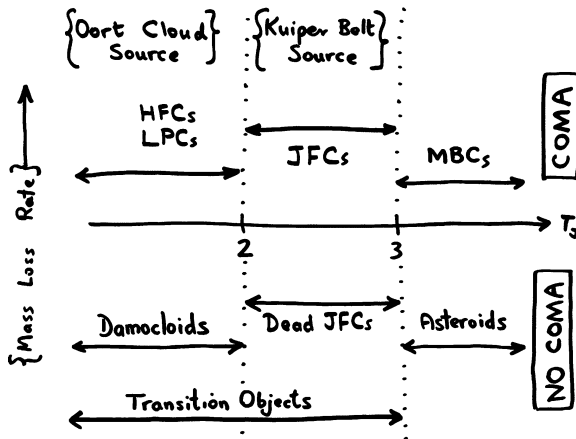 {Oort Cloud
Source}
{Kuiper Belt
Source}
HFCs
LPCs
JFCs
MBCs
COMA
{Mass Loss Rate}
TJ
2
3
Damocloids
Dead JFCs
Asteroids
NO COMA
Transition Objects